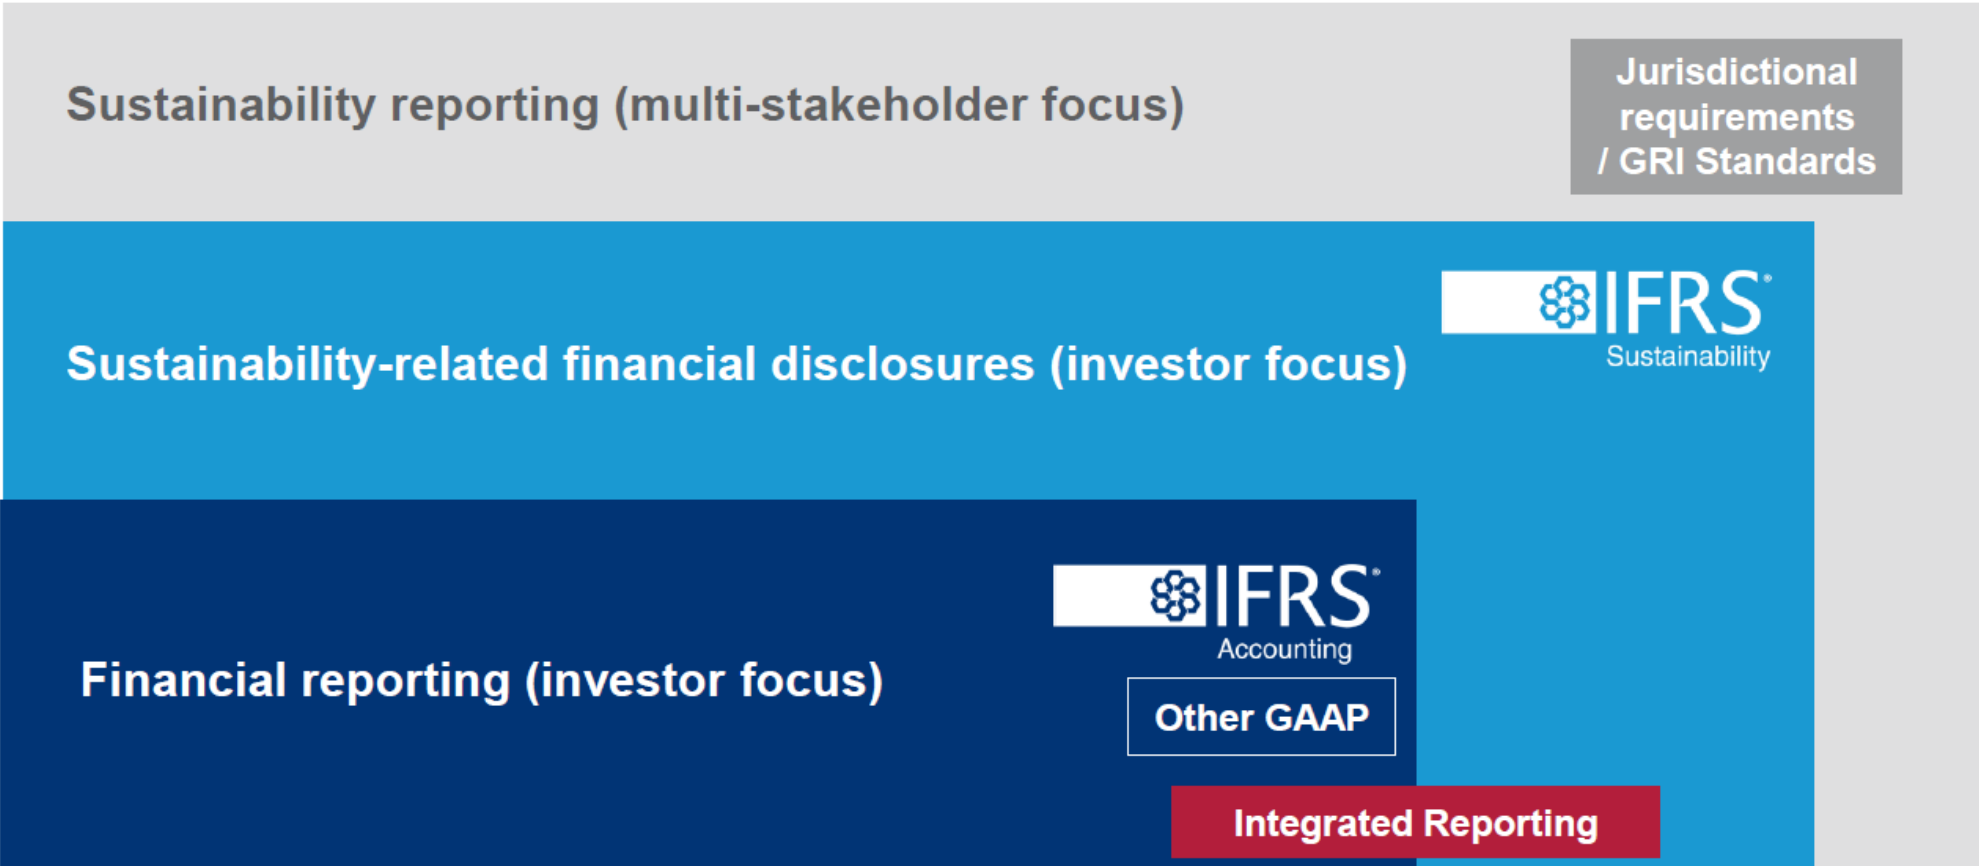 Sustainability reporting (multi-stakeholder focus)
Jurisdictional
requirements
/ GRI Standards
Sustainability-related financial disclosures (investor focus)
IFRS®
Sustainability
Financial reporting (investor focus)
IFRS®
Accounting
Other GAAP
Integrated Reporting